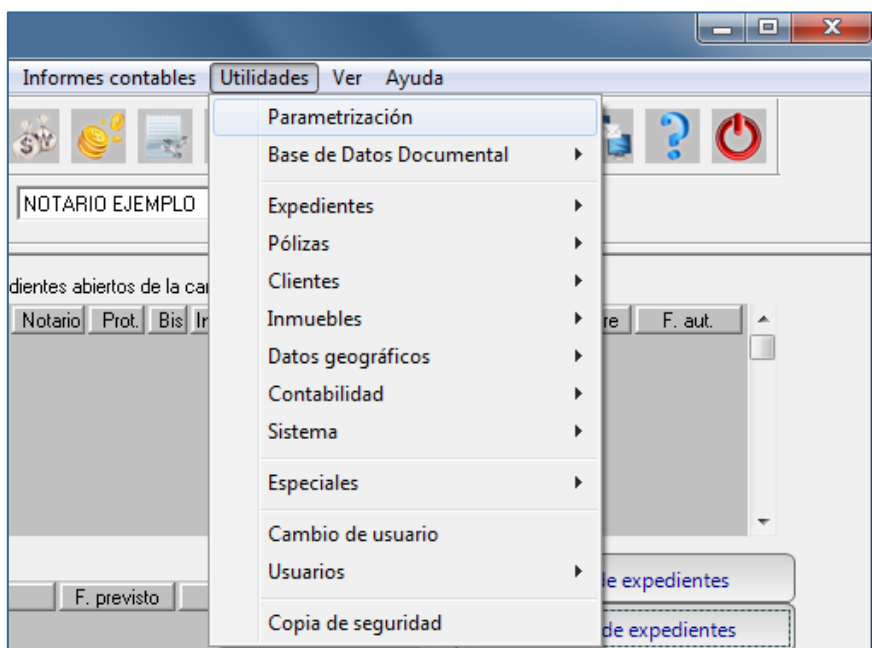 Informes contables Utilidades Ver Ayuda
Parametrización
Base de Datos Documental
NOTARIO EJEMPLO
Expedientes
Pólizas
Clientes
dientes abiertos de la car
Inmuebles
Notario Prot. Bis In re F. aut.
Datos geográficos
Contabilidad
Sistema
Especiales
Cambio de usuario
Usuarios
de expedientes
F. previsto
Copia de seguridad
de expedientes